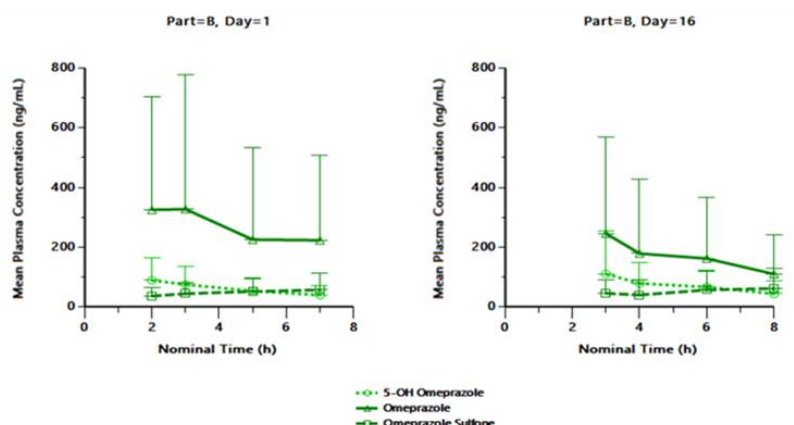 Part=B, Day=1
Mean Plasma Concentration (ng/mL)
800
600
400
200
0
0 2 4 6 8
Nominal Time (h)
Part=B, Day=16
Mean Plasma Concentration (ng/mL)
800
600
400
200
0
0 2 4 6 8
Nominal Time (h)
5-OH Omeprazole
Omeprazole
Omeprazole Sulfone